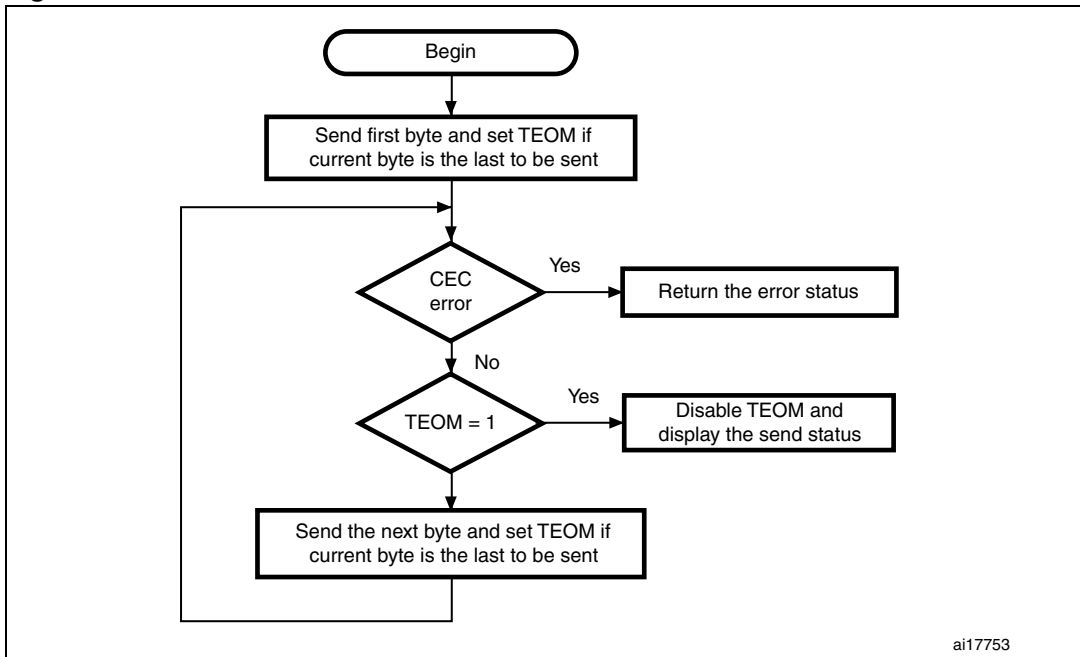 Begin
Send first byte and set TEOM if
current byte is the last to be sent
CEC
error
Yes
Return the error status
No
TEOM = 1
Yes
Disable TEOM and
display the send status
Send the next byte and set TEOM if
current byte is the last to be sent
ai17753